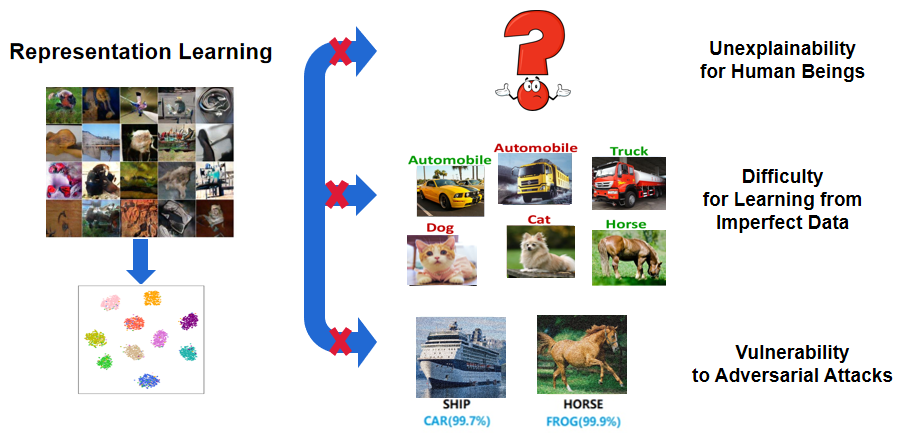 Representation Learning
Unexplainability
for Human Beings
Automobile
Automobile
Truck
Dog
Cat
Horse
Difficulty
for Learning from
Imperfect Data
SHIP
CAR(99.7%)
HORSE
FROG(99.9%)
Vulnerability
to Adversarial Attacks